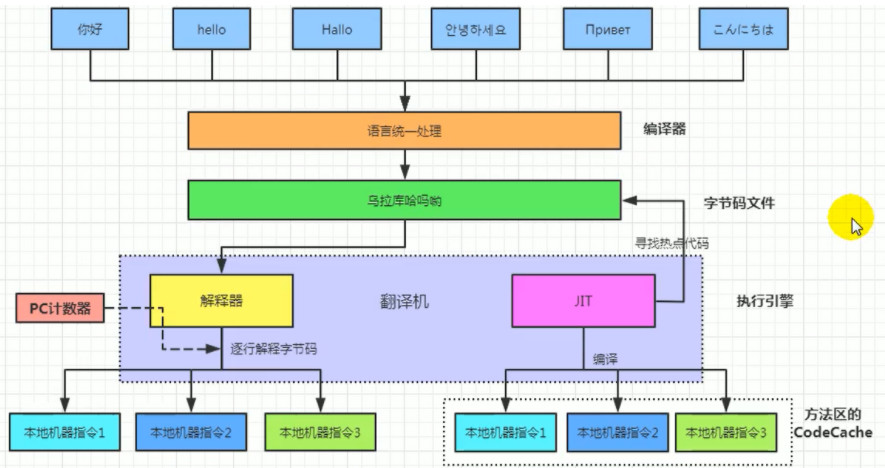 你好
hello
Hallo
안녕하세요
Привет
こんにちは
语言统一处理
编译器
乌拉库哈吗呦
字节码文件
寻找热点代码
解释器
翻译机
JIT
执行引擎
PC计数器
逐行解释字节码
编译
本地机器指令1
本地机器指令2
本地机器指令3
本地机器指令1
本地机器指令2
本地机器指令3
方法区的
CodeCache